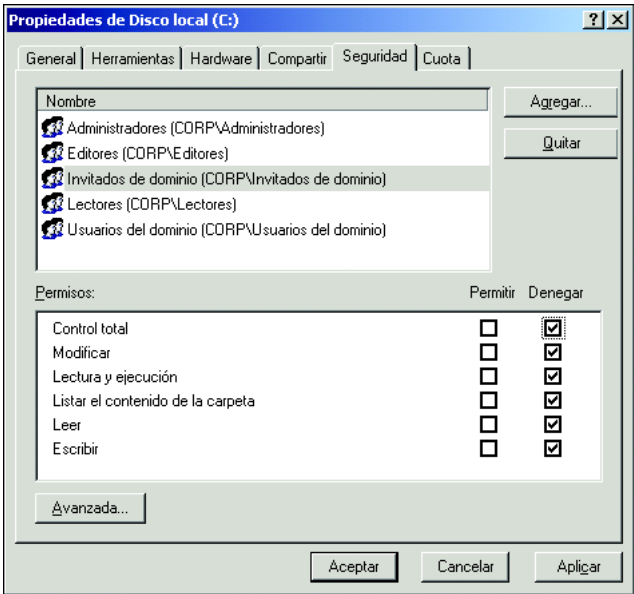 Propiedades de Disco local (C:)
General Herramientas Hardware Compartir Seguridad Cuota
Nombre
Administradores (CORP\Administradores)
Editores (CORP\Editores)
Invitados de dominio (CORP\Invitados de dominio)
Lectores (CORP\Lectores)
Usuarios del dominio (CORP\Usuarios del dominio)
Agregar...
Quitar
Permisos: Permitir Denegar
Control total
Modificar
Lectura y ejecución
Listar el contenido de la carpeta
Leer
Escribir
Avanzada...
Aceptar Cancelar Aplicar